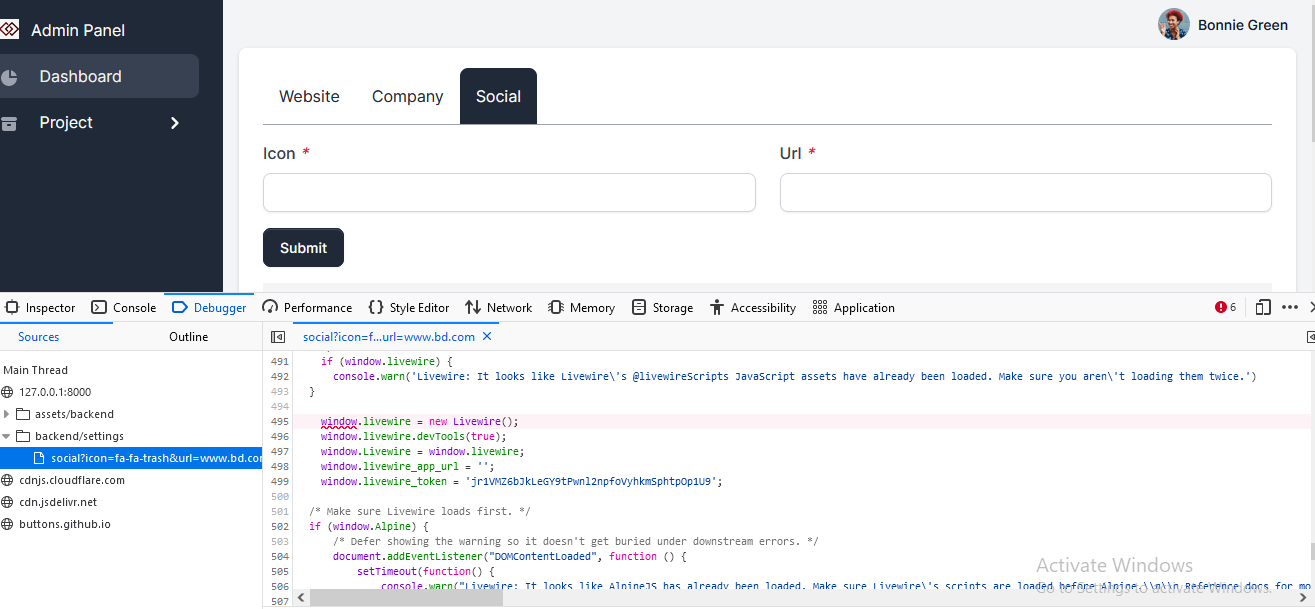 Admin Panel
Bonnie Green
Dashboard
Project
Website Company Social
Icon * Url *
Submit
Inspector Console Debugger Performance Style Editor Network Memory Storage Accessibility Application 6
Sources Outline
social?icon=f...url=www.bd.com
Main Thread
127.0.0.1:8000
assets/backend
backend/settings
social?icon=fa-fa-trash&url=www.bd.cor
cdnjs.cloudflare.com
cdn.jsdelivr.net
buttons.github.io
491 if (window.livewire) {
492 console.warn('Livewire: It looks like Livewire\'s @livewireScripts JavaScript assets have already been loaded. Make sure you aren\'t loading them twice.')
493 }
494
495 window.livewire = new Livewire();
496 window.livewire.devTools(true);
497 window.Livewire = window.livewire;
498 window.livewire_app_url = '';
499 window.livewire_token = 'jr1VMZ6bJkLeGY9tPwnl2npfoVyhkmSphtpOp1U9';
500
501 /* Make sure Livewire loads first. */
502 if (window.Alpine) {
503 /* Defer showing the warning so it doesn't get buried under downstream errors. */
504 document.addEventListener("DOMContentLoaded", function () {
505 setTimeout(function() {
506 console.warn("Livewire: It looks like AlpineJS has already been loaded. Make sure Livewire\'s scripts are loaded before Alpine.\\n\\n Reference docs for mo
507
Activate Windows
Go to Settings to activate Windows.